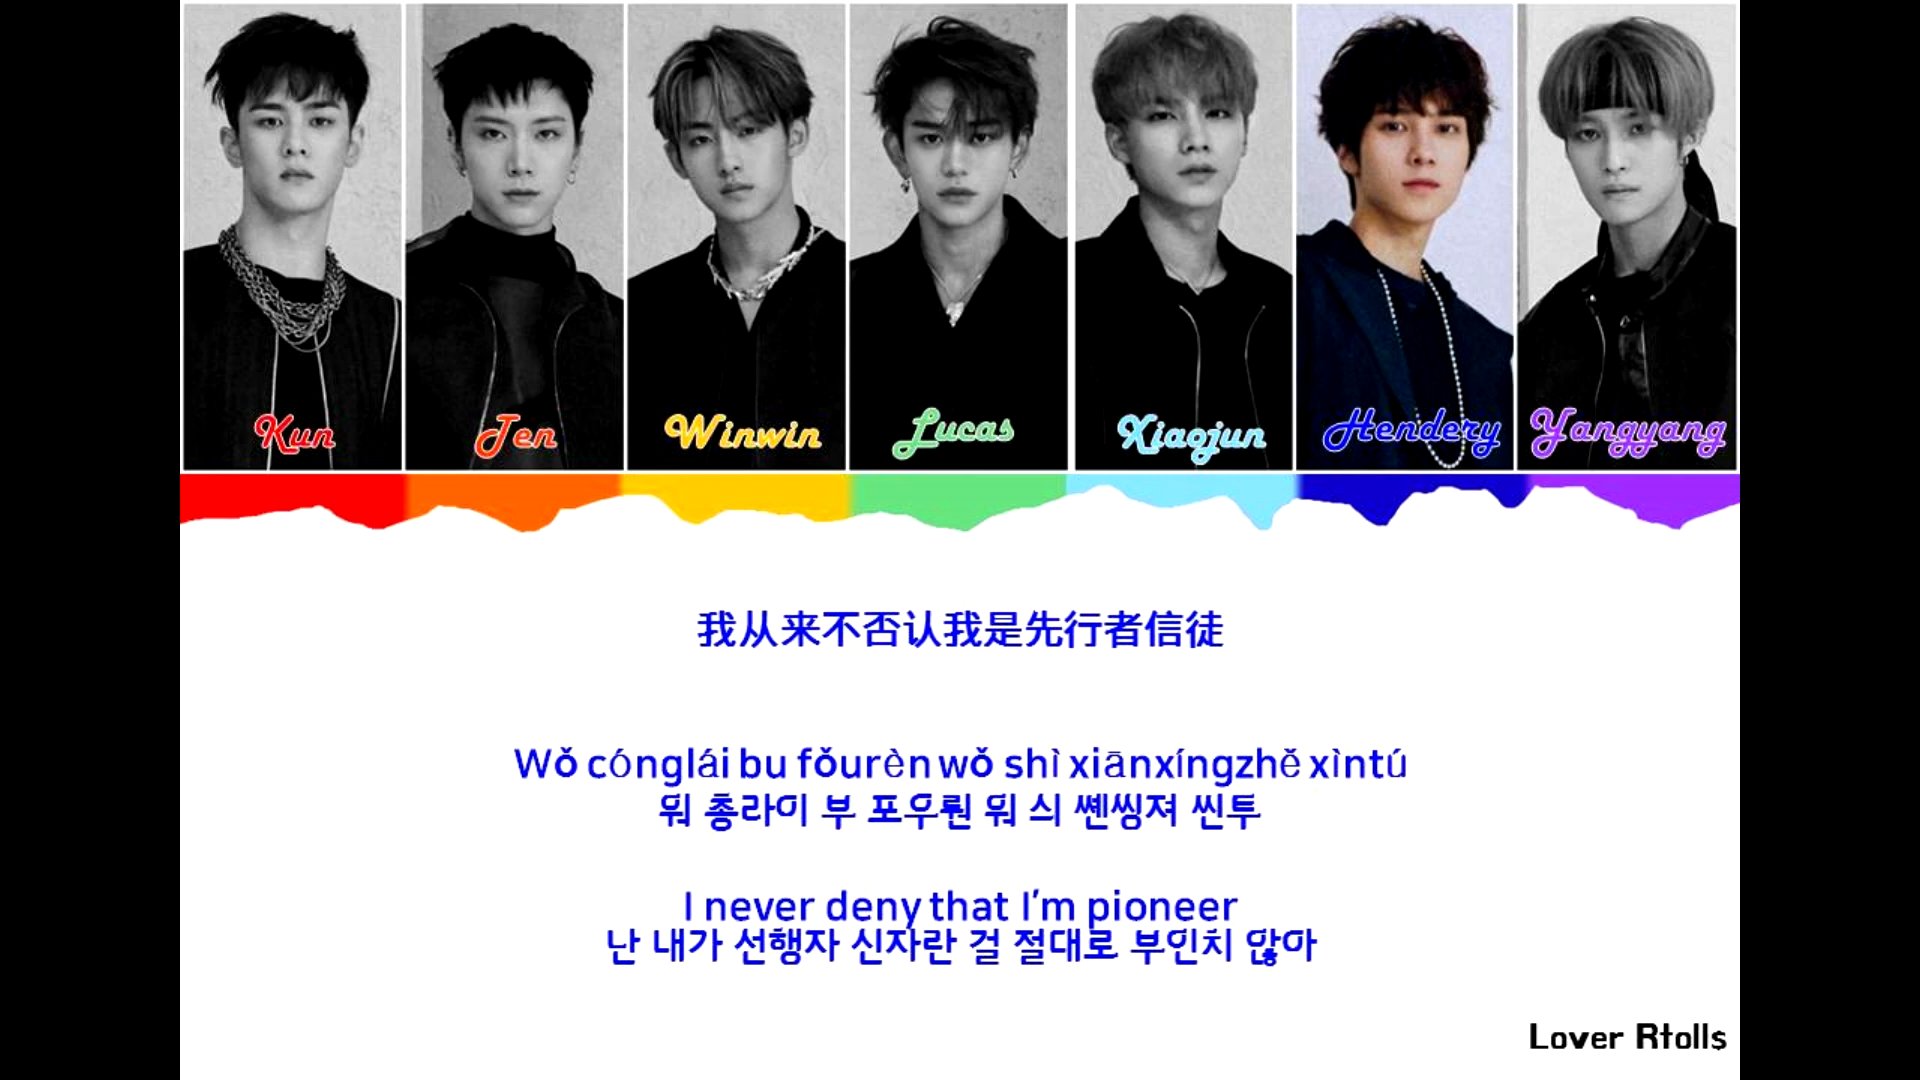 Kun Ten Winwin Lucas Xiaojun Hendery Yangyang
我从来不否认我是先行者信徒
Wǒ cónglái bu fǒurèn wǒ shì xiānxíngzhě xìntú
워 총라이 부 포우뤈 워 싀 쎈씽져 씬투
I never deny that I'm pioneer
난 내가 선행자 신자란 걸 절대로 부인치 않아
Lover Rtolls